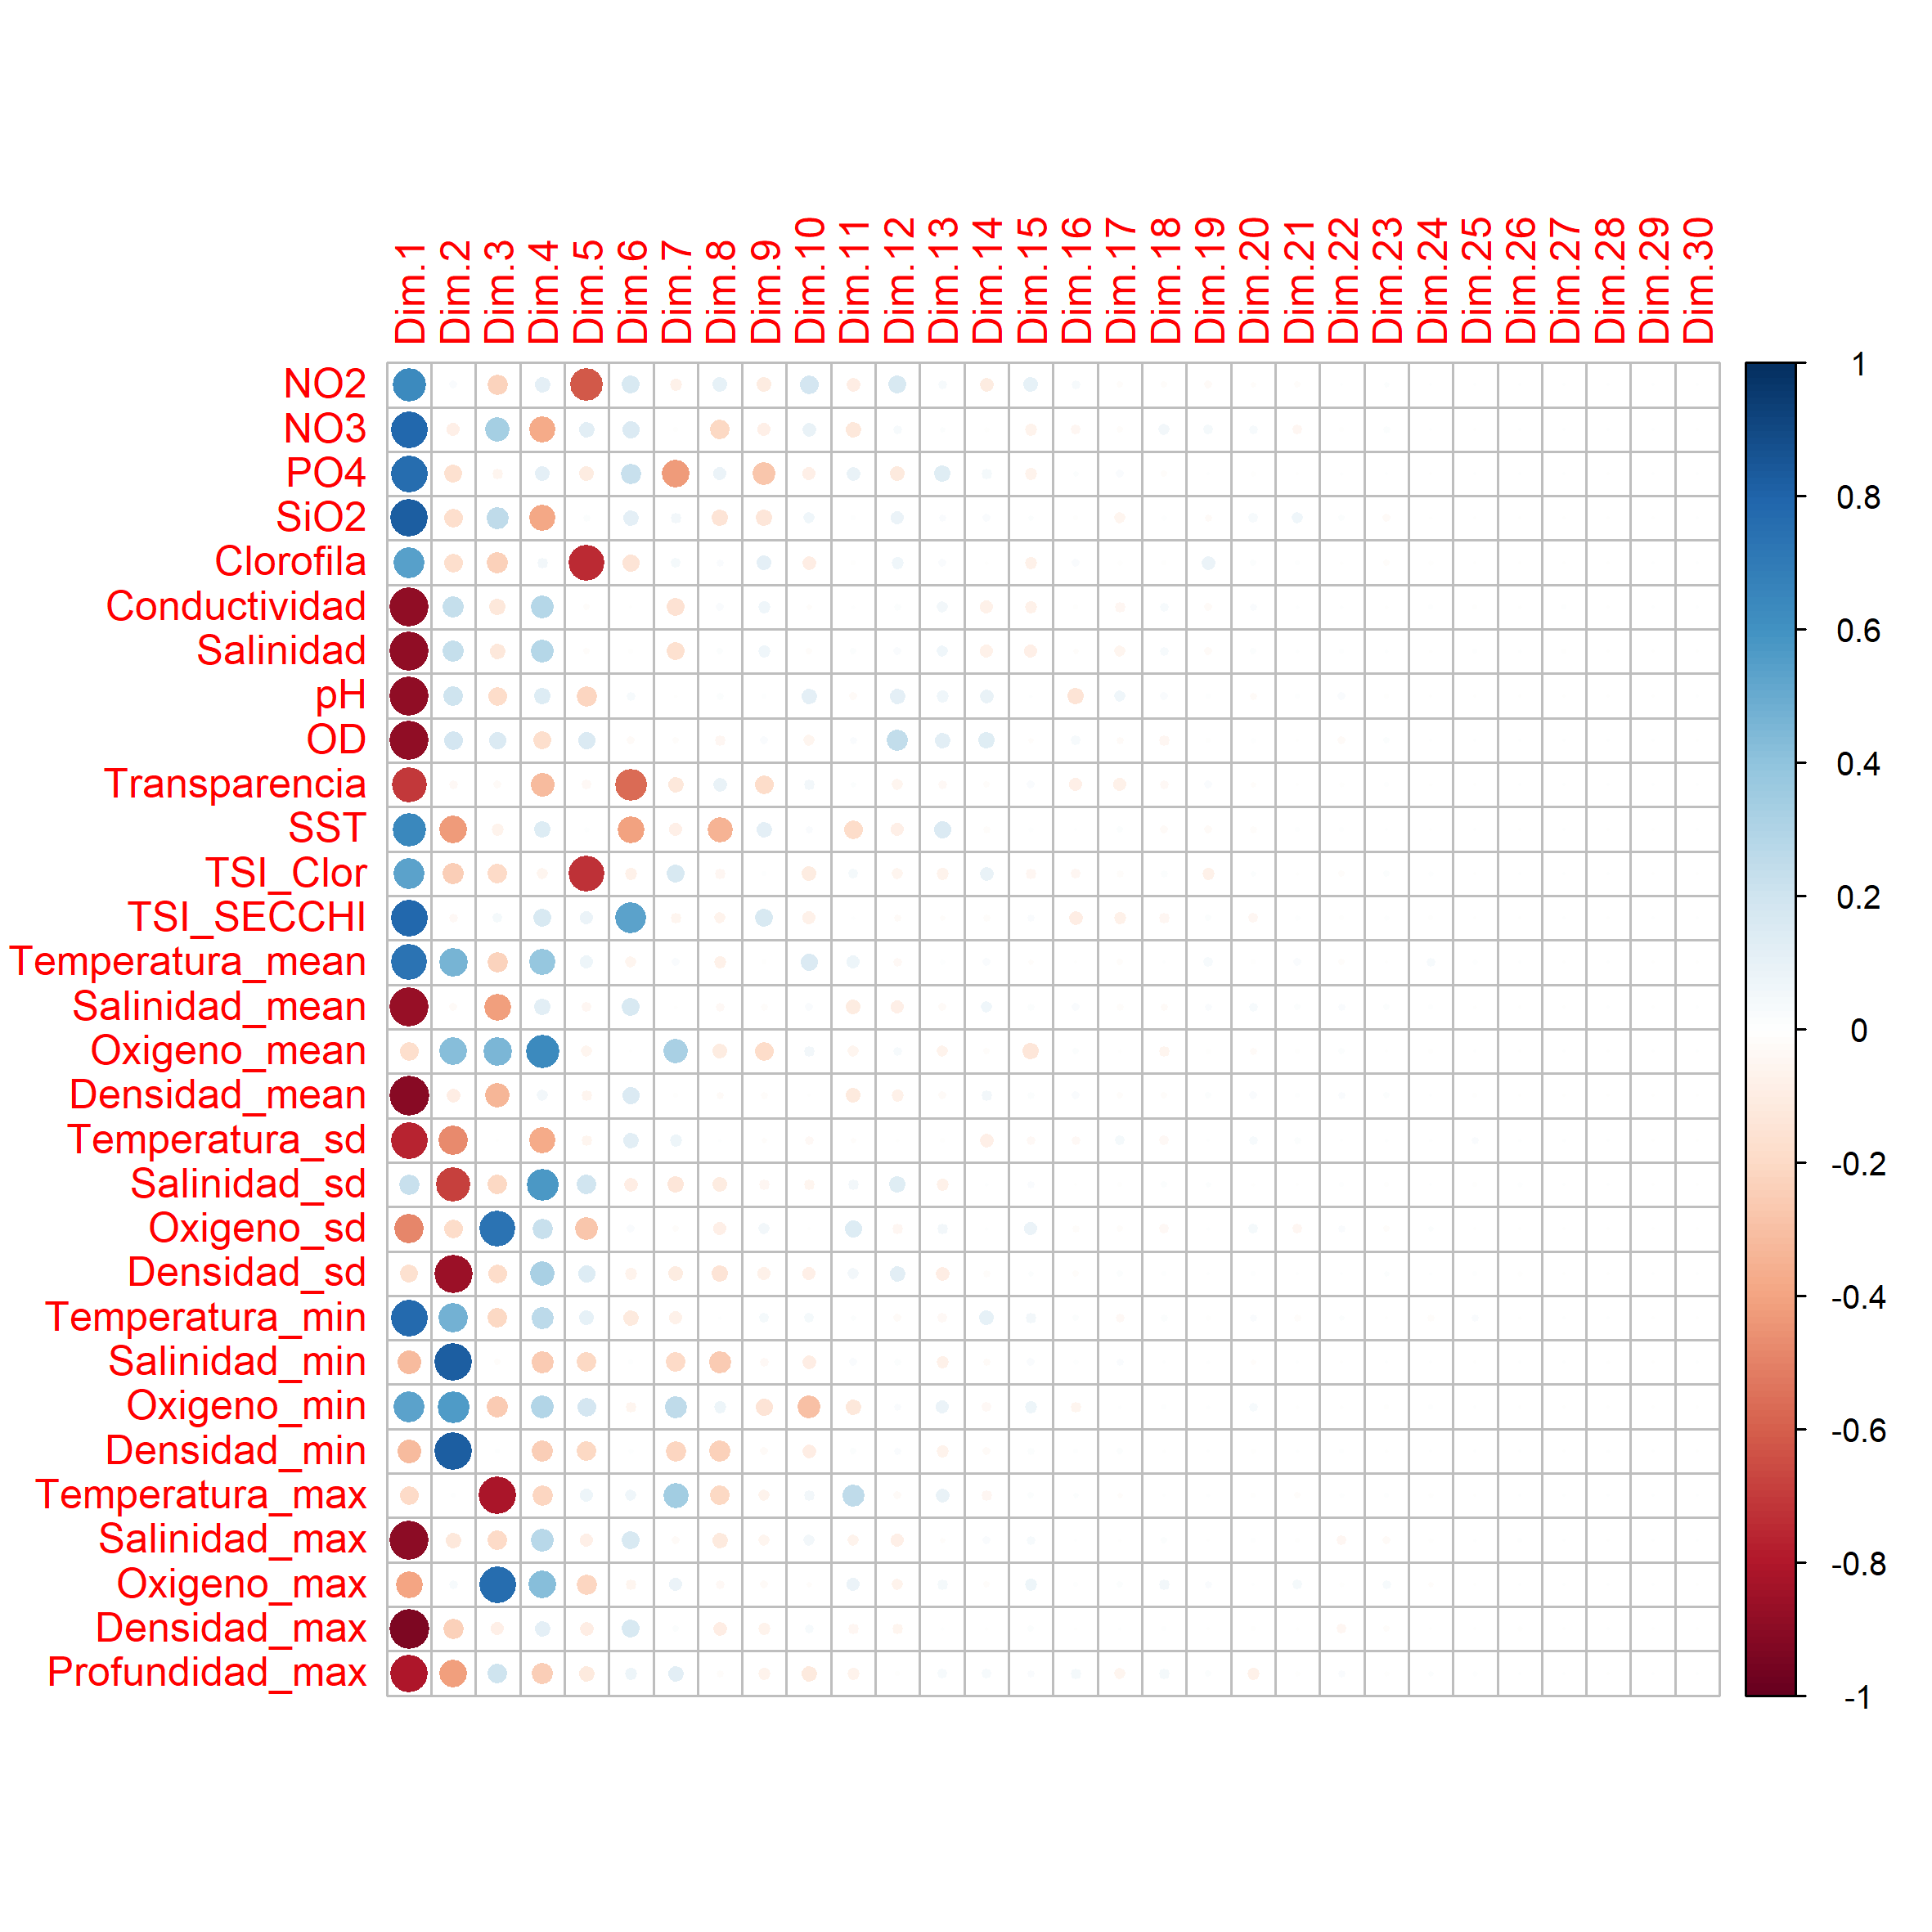 Dim.1
Dim.2
Dim.3
Dim.4
Dim.5
Dim.6
Dim.7
Dim.8
Dim.9
Dim.10
Dim.11
Dim.12
Dim.13
Dim.14
Dim.15
Dim.16
Dim.17
Dim.18
Dim.19
Dim.20
Dim.21
Dim.22
Dim.23
Dim.24
Dim.25
Dim.26
Dim.27
Dim.28
Dim.29
Dim.30
NO2
NO3
PO4
SiO2
Clorofila
Conductividad
Salinidad
pH
OD
Transparencia
SST
TSI_Clor
TSI_SECCHI
Temperatura_mean
Salinidad_mean
Oxigeno_mean
Densidad_mean
Temperatura_sd
Salinidad_sd
Oxigeno_sd
Densidad_sd
Temperatura_min
Salinidad_min
Oxigeno_min
Densidad_min
Temperatura_max
Salinidad_max
Oxigeno_max
Densidad_max
Profundidad_max
1
0.8
0.6
0.4
0.2
0
-0.2
-0.4
-0.6
-0.8
-1